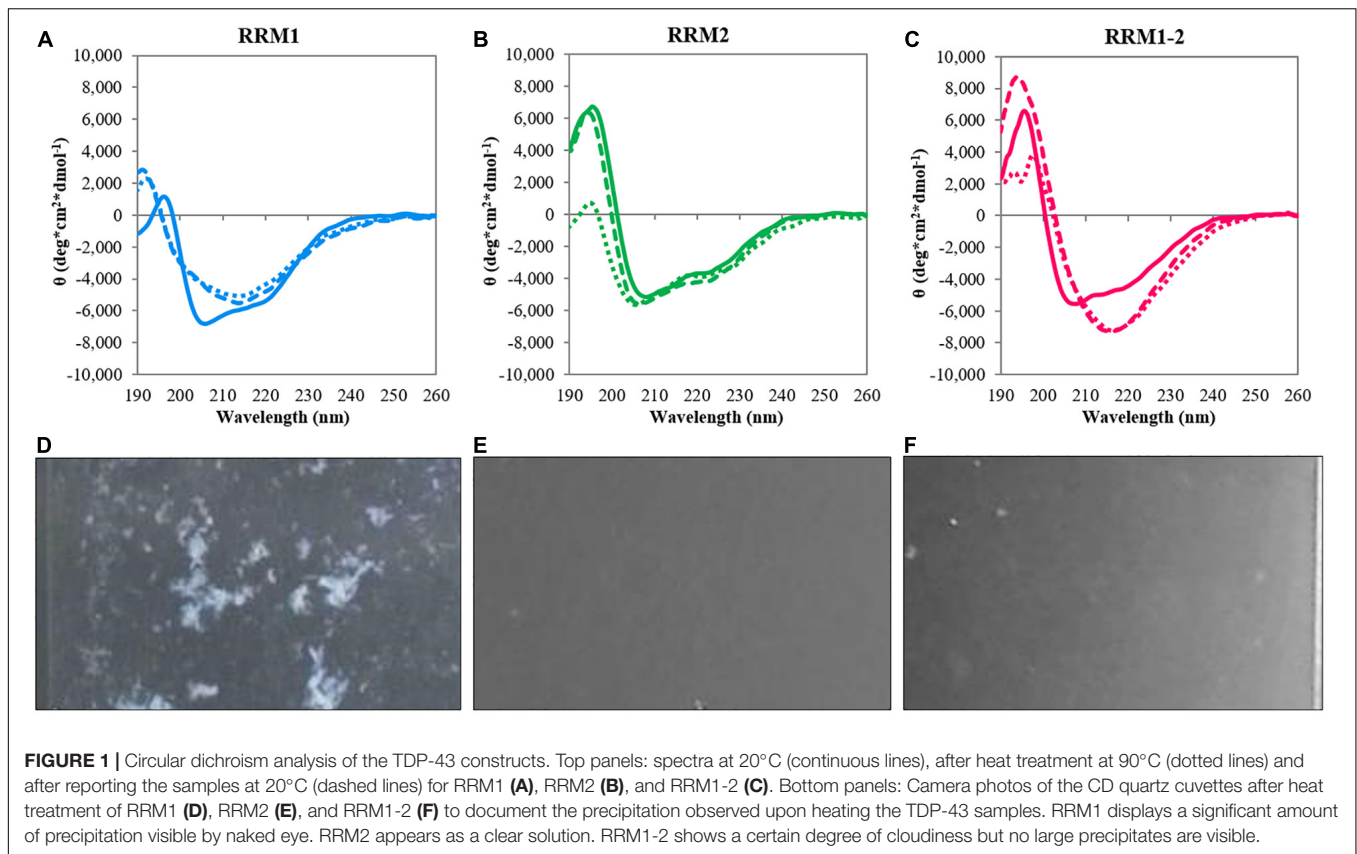 A
RRM1
10,000
8,000
6,000
4,000
2,000
0
-2,000
-4,000
-6,000
-8,000
-10,000
θ (deg*cm²*dmol⁻¹)
190 200 210 220 230 240 250 260
Wavelength (nm)
B
RRM2
10,000
8,000
6,000
4,000
2,000
0
-2,000
-4,000
-6,000
-8,000
-10,000
θ (deg*cm²*dmol⁻¹)
190 200 210 220 230 240 250 260
Wavelength (nm)
C
RRM1-2
10,000
8,000
6,000
4,000
2,000
0
-2,000
-4,000
-6,000
-8,000
-10,000
θ (deg*cm²*dmol⁻¹)
190 200 210 220 230 240 250 260
Wavelength (nm)
D
E
F
FIGURE 1 | Circular dichroism analysis of the TDP-43 constructs. Top panels: spectra at 20°C (continuous lines), after heat treatment at 90°C (dotted lines) and
after reporting the samples at 20°C (dashed lines) for RRM1 (A), RRM2 (B), and RRM1-2 (C). Bottom panels: Camera photos of the CD quartz cuvettes after heat
treatment of RRM1 (D), RRM2 (E), and RRM1-2 (F) to document the precipitation observed upon heating the TDP-43 samples. RRM1 displays a significant amount
of precipitation visible by naked eye. RRM2 appears as a clear solution. RRM1-2 shows a certain degree of cloudiness but no large precipitates are visible.